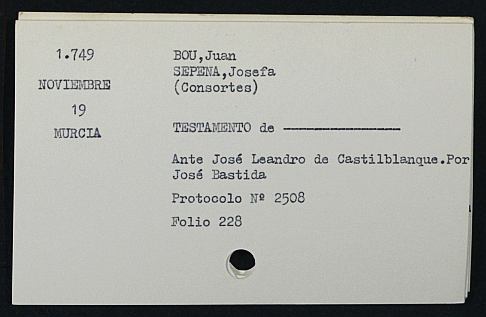 1.749
NOVIEMBRE
19
MURCIA
BOU,Juan
SEPENA,Josefa
(Consortes)
TESTAMENTO de -----------------
Ante José Leandro de Castilblanque.Por
José Bastida
Protocolo Nº 2508
Folio 228